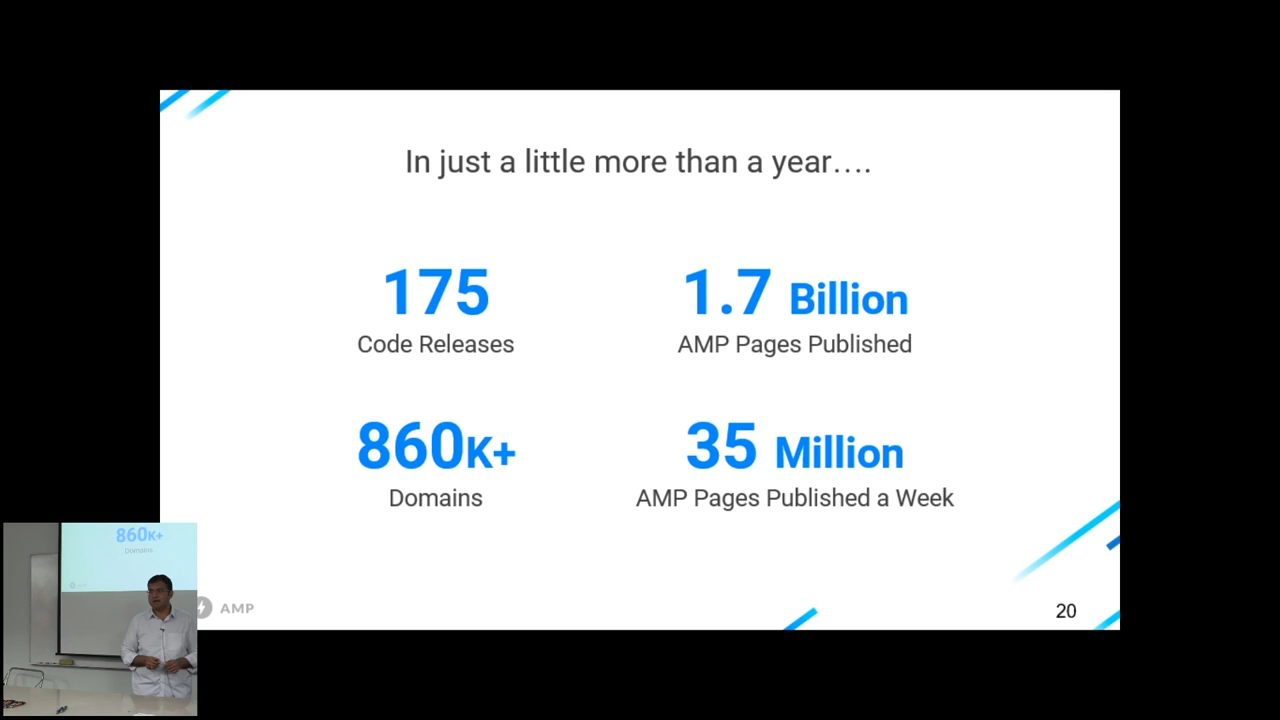 In just a little more than a year….
175
Code Releases
1.7 Billion
AMP Pages Published
860K+
Domains
35 Million
AMP Pages Published a Week
AMP
20
860K+
Domains